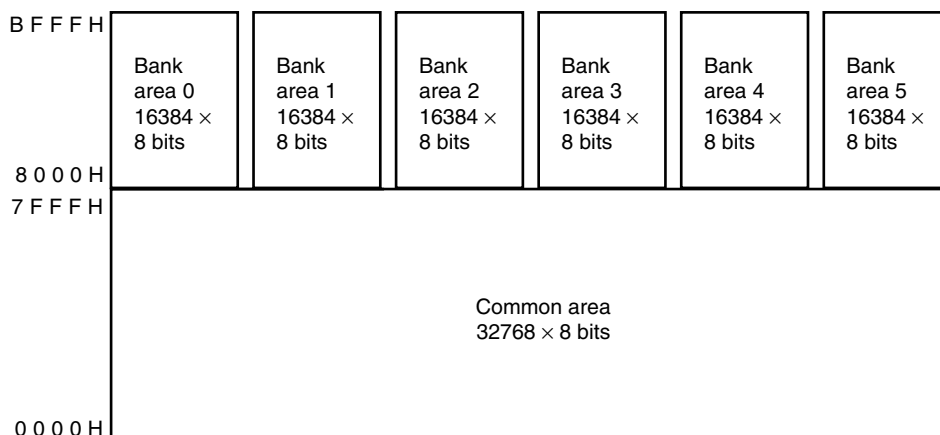 B F F F H
Bank
area 0
16384 ×
8 bits
Bank
area 1
16384 ×
8 bits
Bank
area 2
16384 ×
8 bits
Bank
area 3
16384 ×
8 bits
Bank
area 4
16384 ×
8 bits
Bank
area 5
16384 ×
8 bits
8 0 0 0 H
7 F F F H
Common area
32768 × 8 bits
0 0 0 0 H